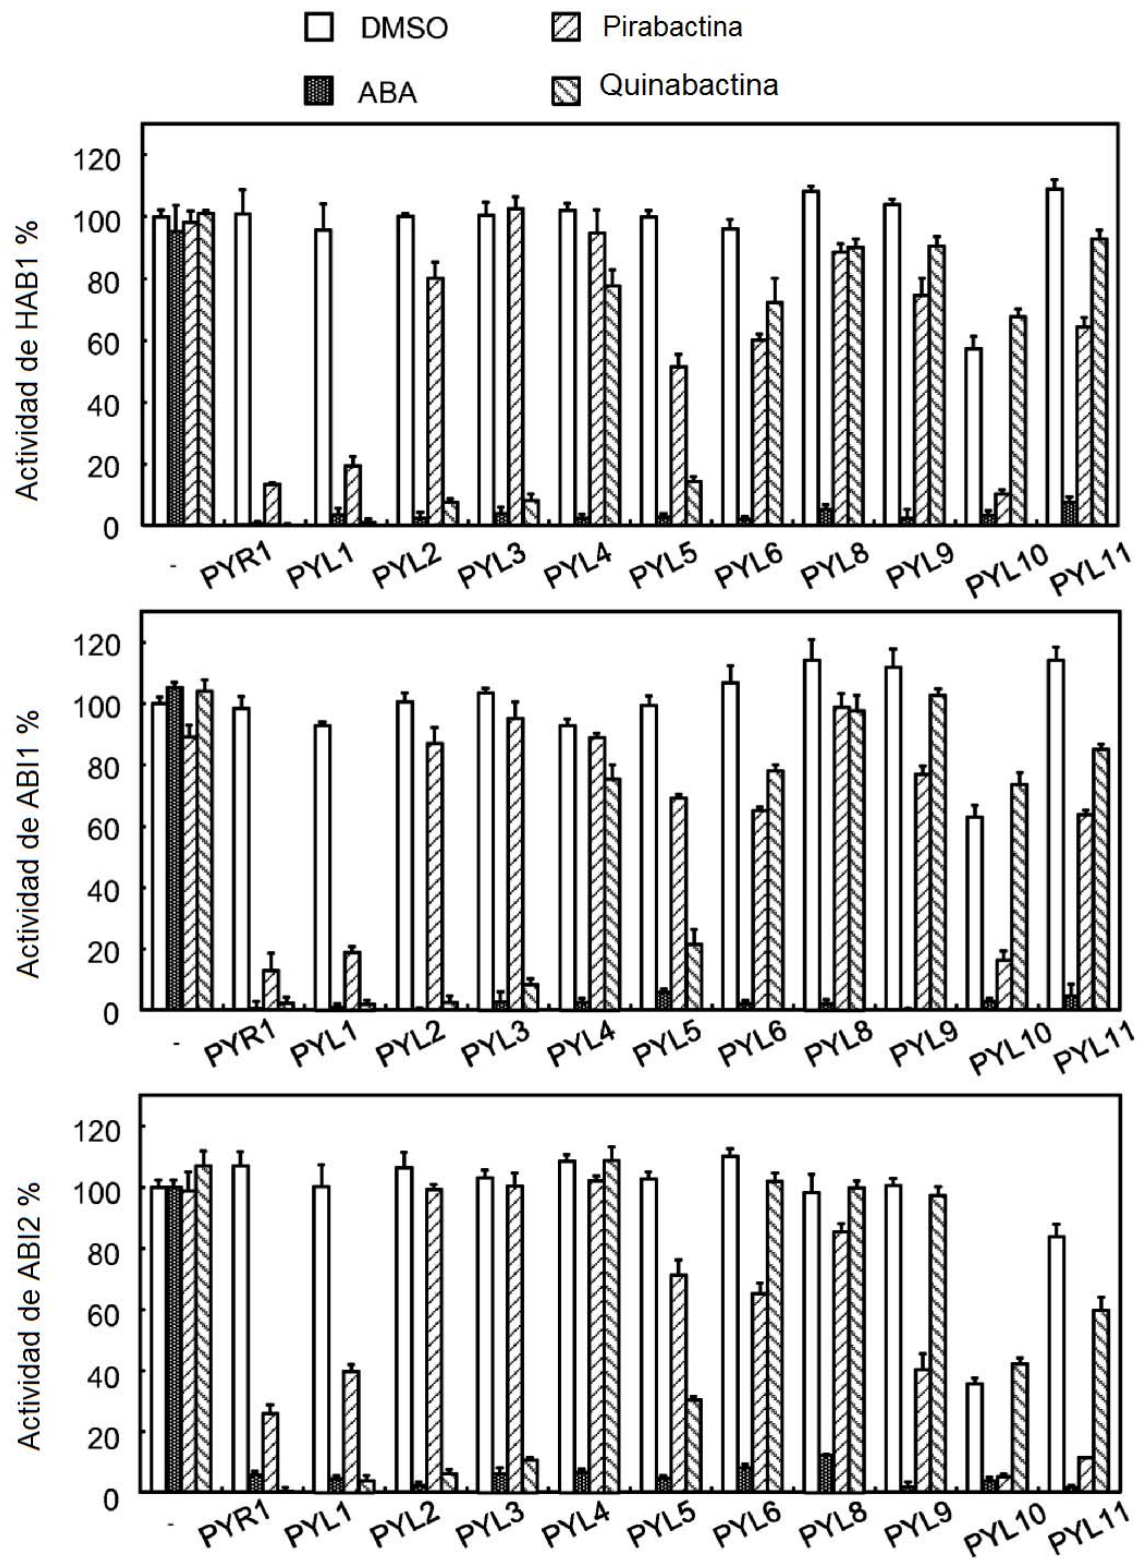 DMSO Pirabactina
ABA Quinabactina
Actividad de HAB1 %
120
100
80
60
40
20
0
- PYR1 PYL1 PYL2 PYL3 PYL4 PYL5 PYL6 PYL8 PYL9 PYL10 PYL11
Actividad de ABI1 %
120
100
80
60
40
20
0
- PYR1 PYL1 PYL2 PYL3 PYL4 PYL5 PYL6 PYL8 PYL9 PYL10 PYL11
Actividad de ABI2 %
120
100
80
60
40
20
0
- PYR1 PYL1 PYL2 PYL3 PYL4 PYL5 PYL6 PYL8 PYL9 PYL10 PYL11